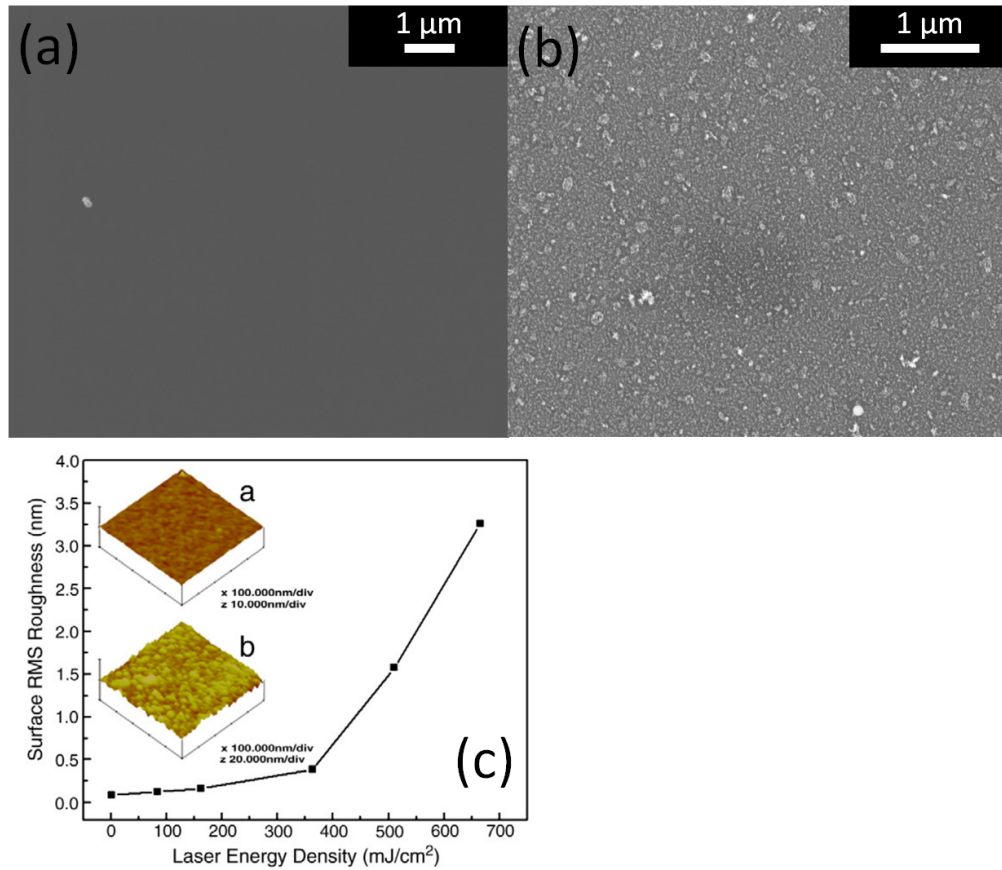 (a)
1 μm
(b)
1 μm
4.0
3.5
3.0
2.5
2.0
1.5
1.0
0.5
0.0
Surface RMS Roughness (nm)
a
x 100.000nm/div
z 10.000nm/div
b
x 100.000nm/div
z 20.000nm/div
(c)
0 100 200 300 400 500 600 700
Laser Energy Density (mJ/cm²)